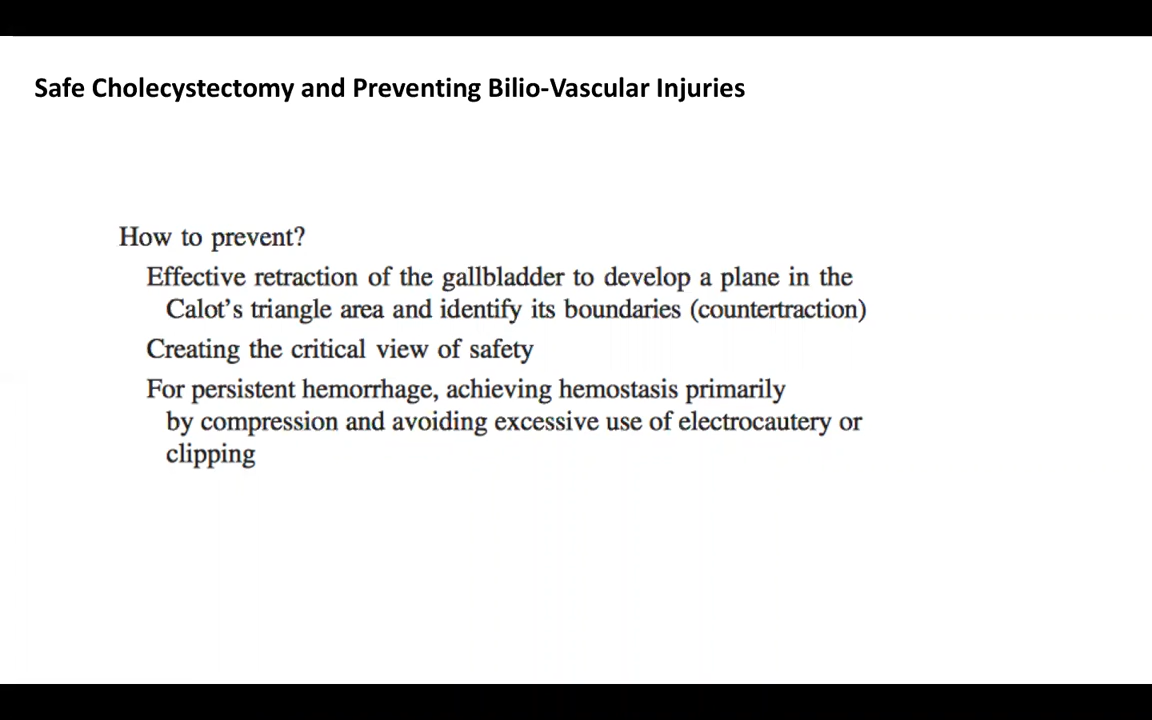 Safe Cholecystectomy and Preventing Bilio-Vascular Injuries
How to prevent?
Effective retraction of the gallbladder to develop a plane in the
Calot's triangle area and identify its boundaries (countertraction)
Creating the critical view of safety
For persistent hemorrhage, achieving hemostasis primarily
by compression and avoiding excessive use of electrocautery or
clipping